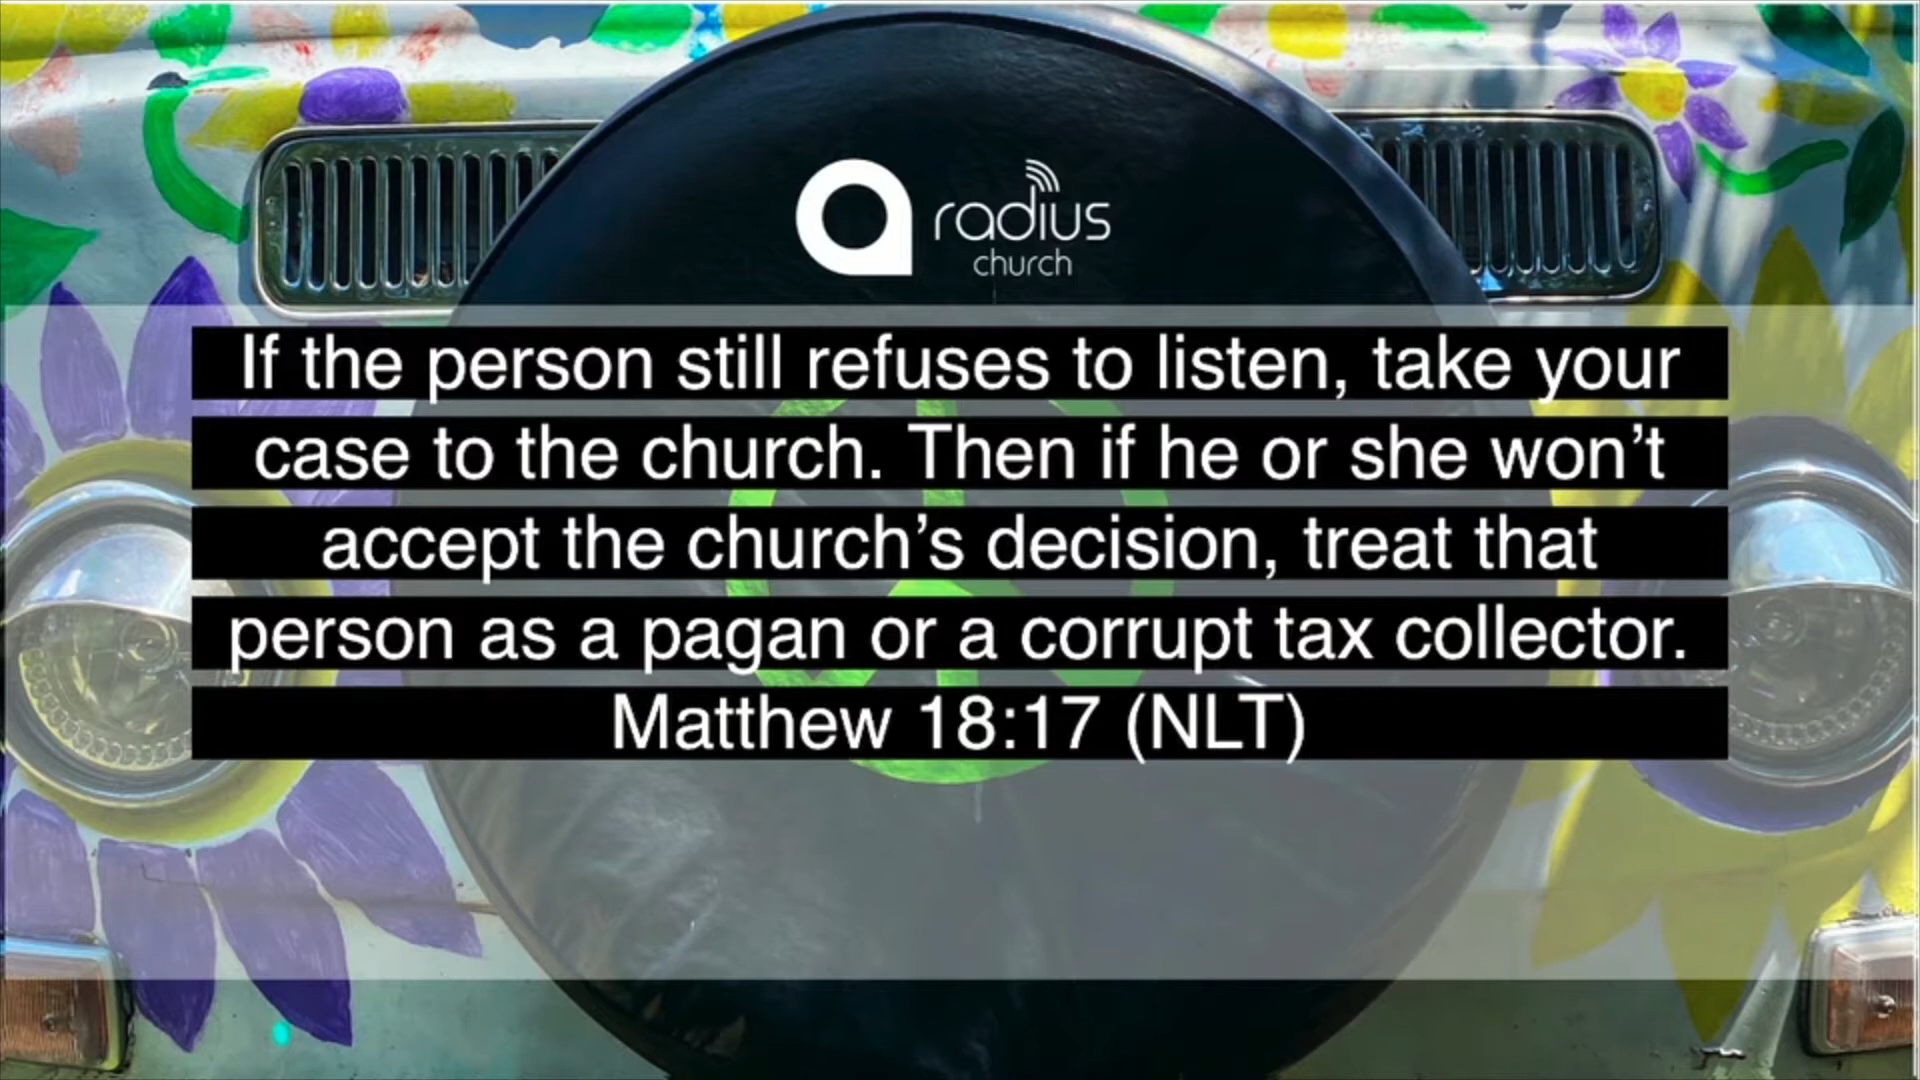 radius
church
If the person still refuses to listen, take your
case to the church. Then if he or she won’t
accept the church’s decision, treat that
person as a pagan or a corrupt tax collector.
Matthew 18:17 (NLT)